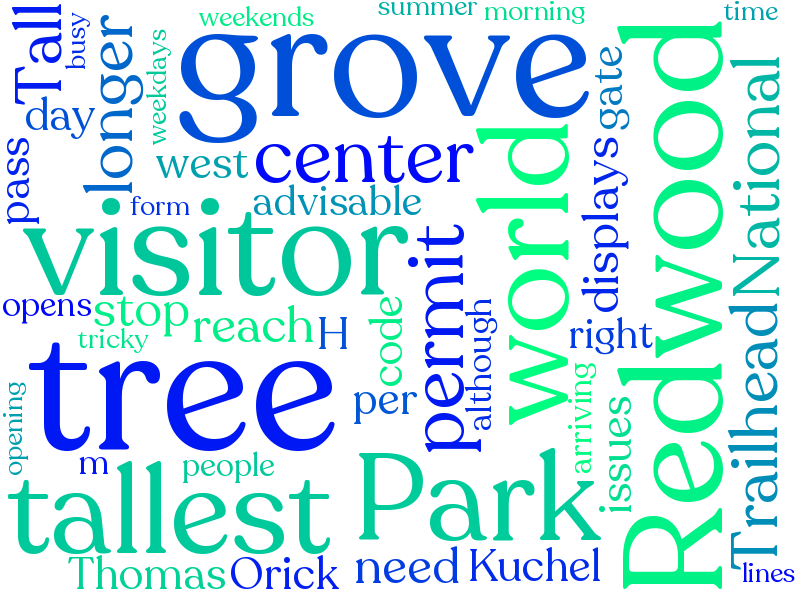 weekends
summer
morning
time
Tall
busy
longer
weekdays
grove
gate
Redwood
day
pass
west
center
world
displays
National
form
advisable
visitor
permit
opens
stop
reach
H
code
although
right
tricky
tree
per
arriving
issues
Trailhead
opening
m
people
tallest
Park
Thomas
Orick
need
Kuchel
lines